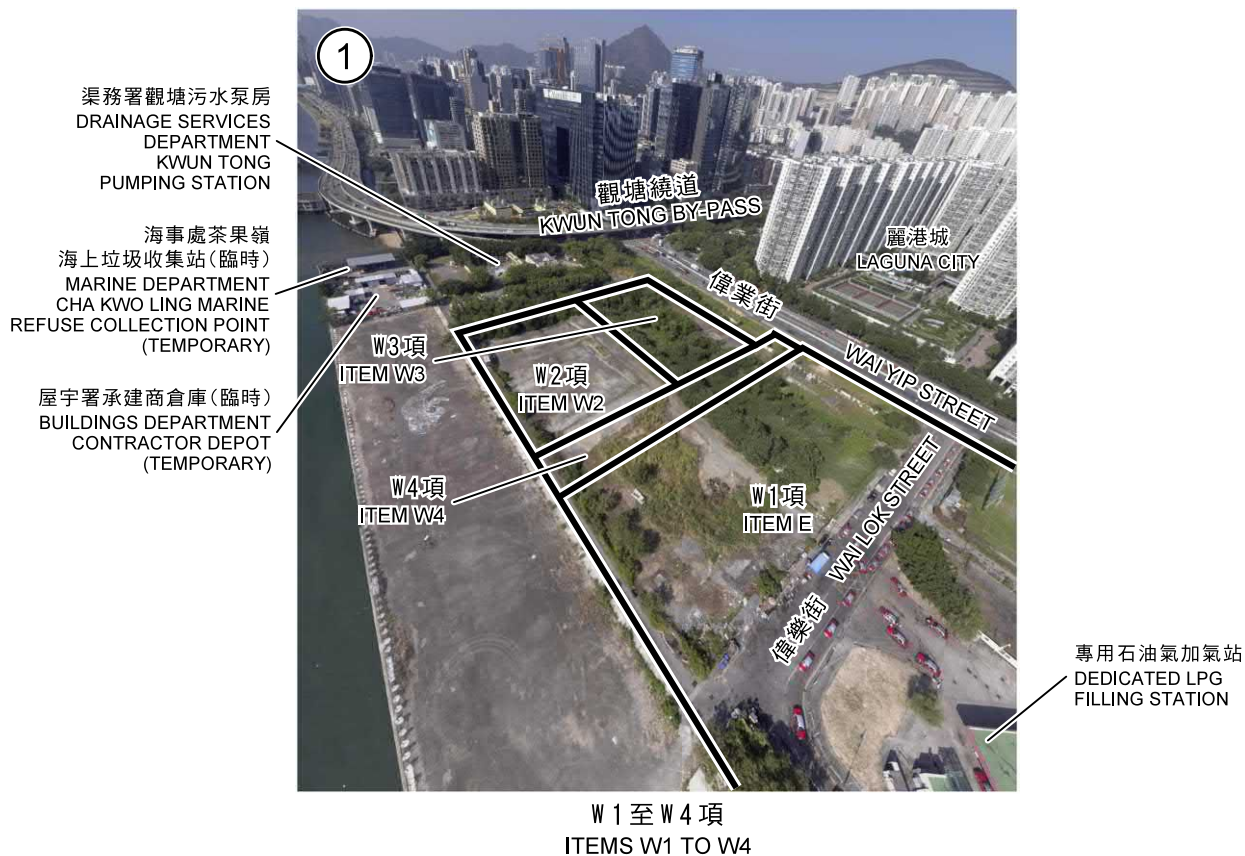 1
渠務署觀塘污水泵房
DRAINAGE SERVICES
DEPARTMENT
KWUN TONG
PUMPING STATION
海事處茶果嶺
海上垃圾收集站(臨時)
MARINE DEPARTMENT
CHA KWO LING MARINE
REFUSE COLLECTION POINT
(TEMPORARY)
屋宇署承建商倉庫(臨時)
BUILDINGS DEPARTMENT
CONTRACTOR DEPOT
(TEMPORARY)
觀塘繞道
KWUN TONG BY-PASS
麗港城
LAGUNA CITY
偉業街
WAI YIP STREET
W3項
ITEM W3
W2項
ITEM W2
W4項
ITEM W4
W1項
ITEM E
偉樂街
WAI LOK STREET
專用石油氣加氣站
DEDICATED LPG
FILLING STATION
W1至W4項
ITEMS W1 TO W4